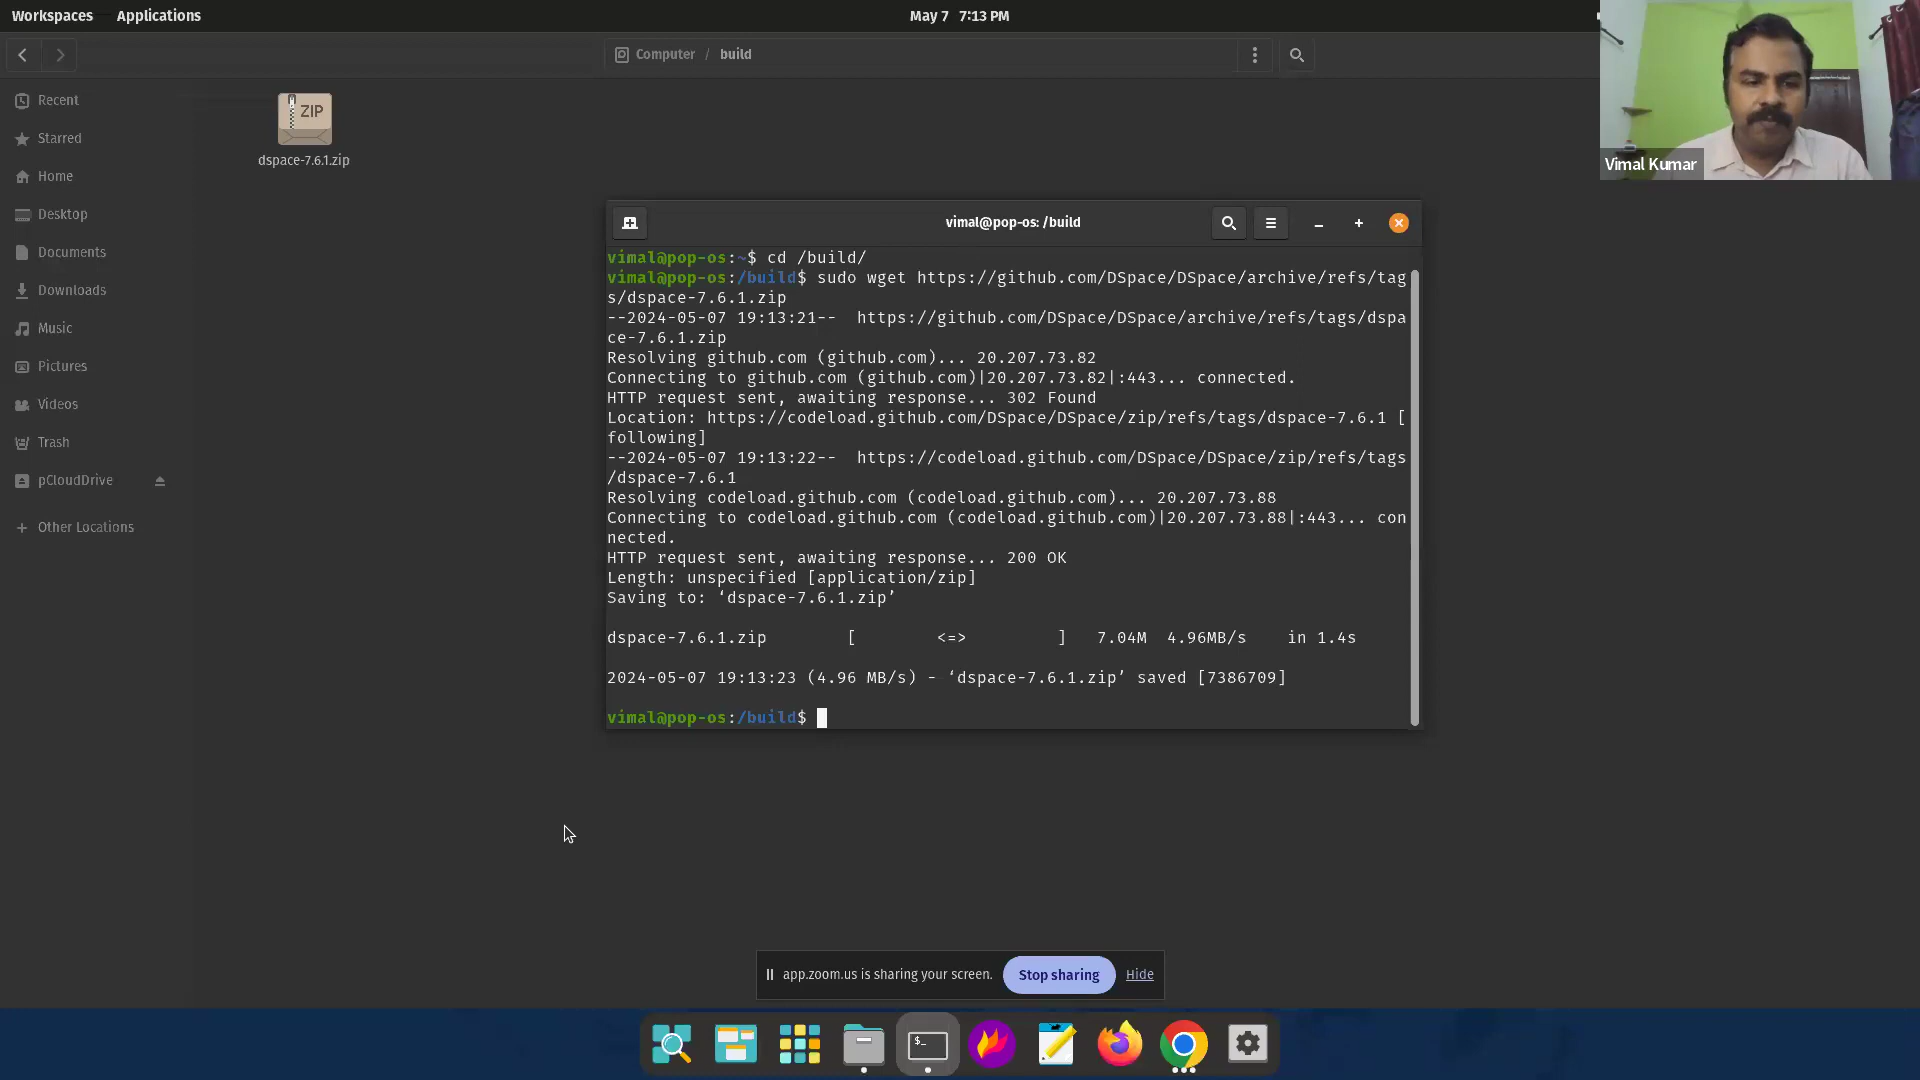 Workspaces Applications May 7 7:13 PM
Computer / build
Recent
Starred
Home
Desktop
Documents
Downloads
Music
Pictures
Videos
Trash
pCloudDrive
Other Locations
ZIP
dspace-7.6.1.zip
Vimal Kumar
vimal@pop-os: /build
vimal@pop-os:~$ cd /build/
vimal@pop-os:/build$ sudo wget https://github.com/DSpace/DSpace/archive/refs/tag
s/dspace-7.6.1.zip
--2024-05-07 19:13:21--  https://github.com/DSpace/DSpace/archive/refs/tags/dspa
ce-7.6.1.zip
Resolving github.com (github.com)... 20.207.73.82
Connecting to github.com (github.com)|20.207.73.82|:443... connected.
HTTP request sent, awaiting response... 302 Found
Location: https://codeload.github.com/DSpace/DSpace/zip/refs/tags/dspace-7.6.1 [
following]
--2024-05-07 19:13:22--  https://codeload.github.com/DSpace/DSpace/zip/refs/tags
/dspace-7.6.1
Resolving codeload.github.com (codeload.github.com)... 20.207.73.88
Connecting to codeload.github.com (codeload.github.com)|20.207.73.88|:443... con
nected.
HTTP request sent, awaiting response... 200 OK
Length: unspecified [application/zip]
Saving to: ‘dspace-7.6.1.zip’
dspace-7.6.1.zip        [        <=>         ]   7.04M  4.96MB/s    in 1.4s
2024-05-07 19:13:23 (4.96 MB/s) - ‘dspace-7.6.1.zip’ saved [7386709]
vimal@pop-os:/build$
app.zoom.us is sharing your screen. Stop sharing Hide
$_